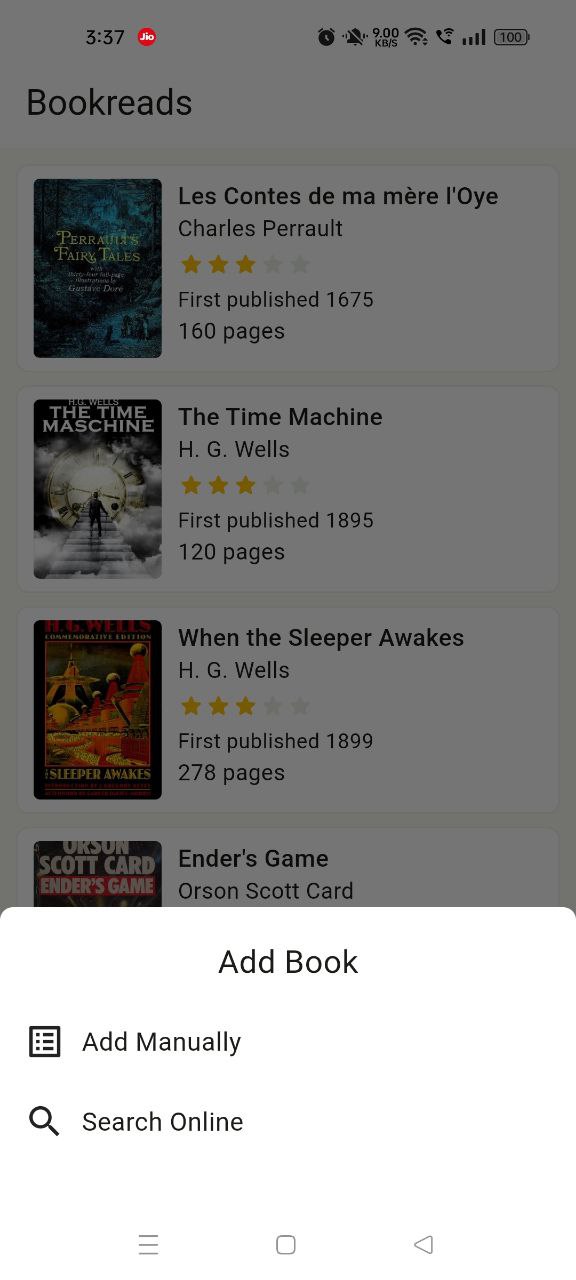 3:37 Jio 9.00 KB/S 100
Bookreads
PERRAULT'S
FAIRY TALES
with
thirty-four full-page
illustrations by
Gustave Doré
Les Contes de ma mère l'Oye
Charles Perrault
First published 1675
160 pages
H.G. WELLS
THE TIME
MASCHINE
The Time Machine
H. G. Wells
First published 1895
120 pages
H.G. WELLS
COMMEMORATIVE EDITION
SLEEPER AWAKES
When the Sleeper Awakes
H. G. Wells
First published 1899
278 pages
ORSON
SCOTT CARD
ENDER'S GAME
Ender's Game
Orson Scott Card
Add Book
Add Manually
Search Online